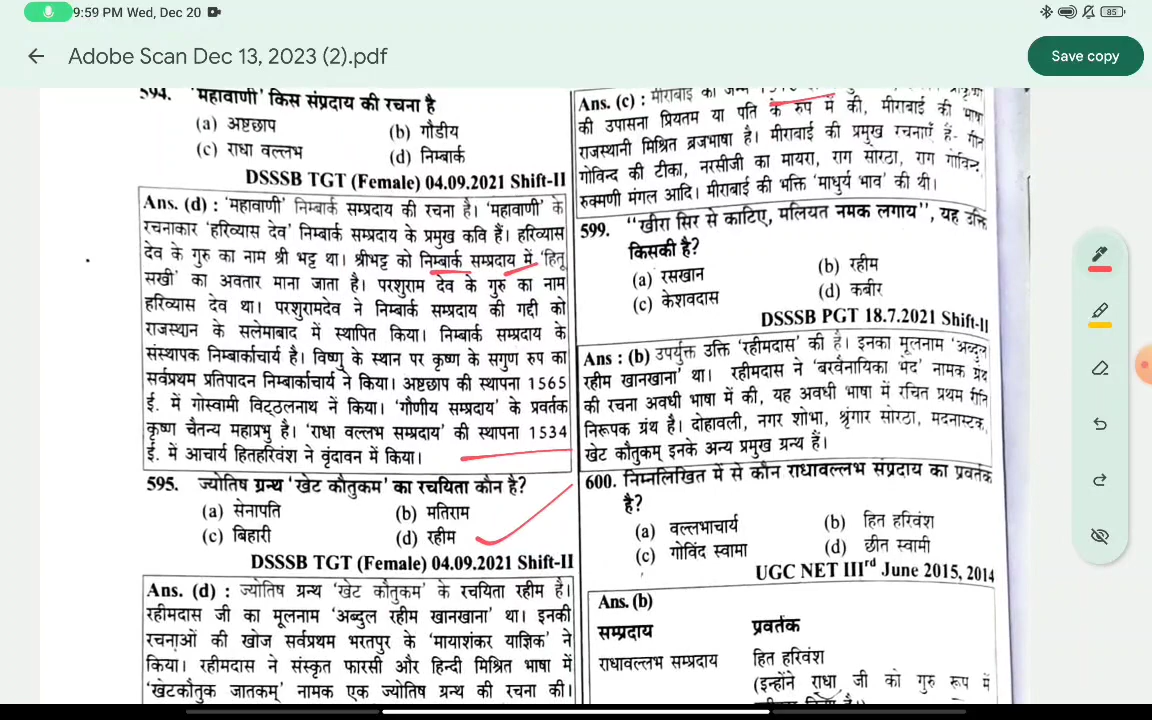 9:59 PM Wed, Dec 20
85
Adobe Scan Dec 13, 2023 (2).pdf
Save copy
594. 'महावाणी' किस संप्रदाय की रचना है
(a) अष्टछाप (b) गौडीय
(c) राधा वल्लभ (d) निम्बार्क
DSSSB TGT (Female) 04.09.2021 Shift-II
Ans. (d) : 'महावाणी' निम्बार्क सम्प्रदाय की रचना है। 'महावाणी' के
रचनाकार 'हरिव्यास देव' निम्बार्क सम्प्रदाय के प्रमुख कवि हैं। हरिव्यास
देव के गुरु का नाम श्री भट्ट था। श्रीभट्ट को निम्बार्क सम्प्रदाय में 'हितू
सखी' का अवतार माना जाता है। परशुराम देव के गुरु का नाम
हरिव्यास देव था। परशुरामदेव ने निम्बार्क सम्प्रदाय की गद्दी को
राजस्थान के सलेमाबाद में स्थापित किया। निम्बार्क सम्प्रदाय के
संस्थापक निम्बार्काचार्य है। विष्णु के स्थान पर कृष्ण के सगुण रुप का
सर्वप्रथम प्रतिपादन निम्बार्काचार्य ने किया। अष्टछाप की स्थापना 1565
ई. में गोस्वामी विट्ठलनाथ नें किया। 'गौणीय सम्प्रदाय' के प्रवर्तक
कृष्ण चैतन्य महाप्रभु है। 'राधा वल्लभ सम्प्रदाय' की स्थापना 1534
ई. में आचार्य हितहरिवंश ने वृंदावन में किया।
595. ज्योतिष ग्रन्थ 'खेट कौतुकम' का रचयिता कौन है?
(a) सेनापति (b) मतिराम
(c) बिहारी (d) रहीम
DSSSB TGT (Female) 04.09.2021 Shift-II
Ans. (d) : ज्योतिष ग्रन्थ 'खेट कौतुकम' के रचयिता रहीम है।
रहीमदास जी का मूलनाम 'अब्दुल रहीम खानखाना' था। इनकी
रचनाओं की खोज सर्वप्रथम भरतपुर के 'मायाशंकर याज्ञिक' ने
किया। रहीमदास ने संस्कृत फारसी और हिन्दी मिश्रित भाषा में
'खेटकौतुक जातकम्' नामक एक ज्योतिष ग्रन्थ की रचना की।
Ans. (c) : मीराबाई का जन्म
की उपासना प्रियतम या पति के रुप में की, मीराबाई की भाषा
राजस्थानी मिश्रित ब्रजभाषा है। मीराबाई की प्रमुख रचनाएँ हैं- गीत
गोविन्द की टीका, नरसीजी का मायरा, राग सोरठा, राग गोविन्द,
रुक्मणी मंगल आदि। मीराबाई की भक्ति 'माधुर्य भाव' की थी।
599. "खीरा सिर से काटिए, मलियत नमक लगाय", यह उक्ति
किसकी है?
(a) रसखान (b) रहीम
(c) केशवदास (d) कबीर
DSSSB PGT 18.7.2021 Shift-II
Ans : (b) उपर्युक्त उक्ति 'रहीमदास' की है। इनका मूलनाम 'अब्दुल
रहीम खानखाना' था। रहीमदास ने 'बरवैनायिका भेद' नामक ग्रंथ
की रचना अवधी भाषा में की, यह अवधी भाषा में रचित प्रथम रीति
निरूपक ग्रंथ है। दोहावली, नगर शोभा, श्रृंगार सोरठा, मदनास्टक,
खेट कौतुकम् इनके अन्य प्रमुख ग्रन्थ हैं।
600. निम्नलिखित में से कौन राधावल्लभ संप्रदाय का प्रवर्तक
है?
(a) वल्लभाचार्य (b) हित हरिवंश
(c) गोविंद स्वामी (d) छीत स्वामी
UGC NET IIIrd June 2015, 2014
Ans. (b)
सम्प्रदाय प्रवर्तक
राधावल्लभ सम्प्रदाय हित हरिवंश
(इन्होंने राधा जी को गुरु रूप में